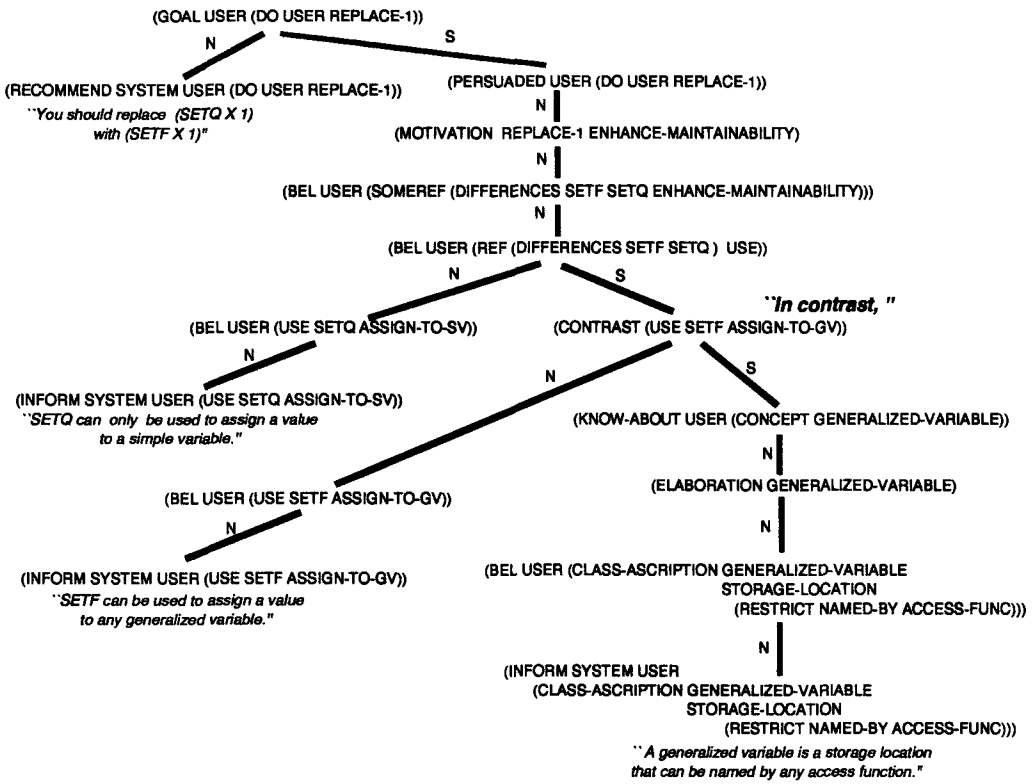 (GOAL USER (DO USER REPLACE-1))
N
S
(RECOMMEND SYSTEM USER (DO USER REPLACE-1))
``You should replace (SETQ X 1)
with (SETF X 1)"
(PERSUADED USER (DO USER REPLACE-1))
N
(MOTIVATION REPLACE-1 ENHANCE-MAINTAINABILITY)
N
(BEL USER (SOMEREF (DIFFERENCES SETF SETQ ENHANCE-MAINTAINABILITY)))
N
(BEL USER (REF (DIFFERENCES SETF SETQ ) USE))
N
S
``In contrast, "
(BEL USER (USE SETQ ASSIGN-TO-SV))
(CONTRAST (USE SETF ASSIGN-TO-GV))
N
N
S
(INFORM SYSTEM USER (USE SETQ ASSIGN-TO-SV))
``SETQ can only be used to assign a value
to a simple variable."
(KNOW-ABOUT USER (CONCEPT GENERALIZED-VARIABLE))
N
(BEL USER (USE SETF ASSIGN-TO-GV))
(ELABORATION GENERALIZED-VARIABLE)
N
N
(INFORM SYSTEM USER (USE SETF ASSIGN-TO-GV))
``SETF can be used to assign a value
to any generalized variable."
(BEL USER (CLASS-ASCRIPTION GENERALIZED-VARIABLE
STORAGE-LOCATION
(RESTRICT NAMED-BY ACCESS-FUNC)))
N
(INFORM SYSTEM USER
(CLASS-ASCRIPTION GENERALIZED-VARIABLE
STORAGE-LOCATION
(RESTRICT NAMED-BY ACCESS-FUNC)))
`` A generalized variable is a storage location
that can be named by any access function."